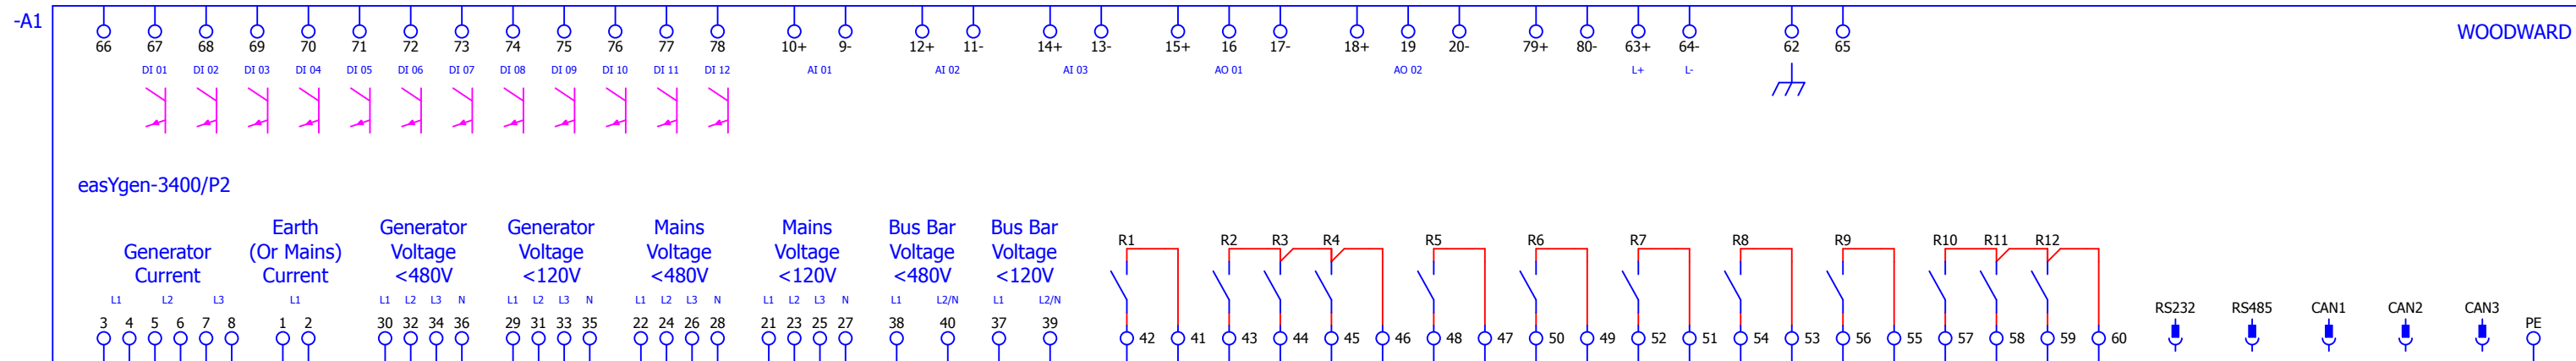 -A1 WOODWARD
66 67 68 69 70 71 72 73 74 75 76 77 78 10+ 9- 12+ 11- 14+ 13- 15+ 16 17- 18+ 19 20- 79+ 80- 63+ 64- 62 65
DI 01 DI 02 DI 03 DI 04 DI 05 DI 06 DI 07 DI 08 DI 09 DI 10 DI 11 DI 12 AI 01 AI 02 AI 03 AO 01 AO 02 L+ L-
easYgen-3400/P2
Generator
Current
Earth
(Or Mains)
Current
Generator
Voltage
<480V
Generator
Voltage
<120V
Mains
Voltage
<480V
Mains
Voltage
<120V
Bus Bar
Voltage
<480V
Bus Bar
Voltage
<120V
R1 R2 R3 R4 R5 R6 R7 R8 R9 R10 R11 R12
L1 L2 L3 L1 L1 L2 L3 N L1 L2 L3 N L1 L2 L3 N L1 L2 L3 N L1 L2/N L1 L2/N
RS232 RS485 CAN1 CAN2 CAN3 PE
3 4 5 6 7 8 1 2 30 32 34 36 29 31 33 35 22 24 26 28 21 23 25 27 38 40 37 39
42 41 43 44 45 46 48 47 50 49 52 51 54 53 56 55 57 58 59 60